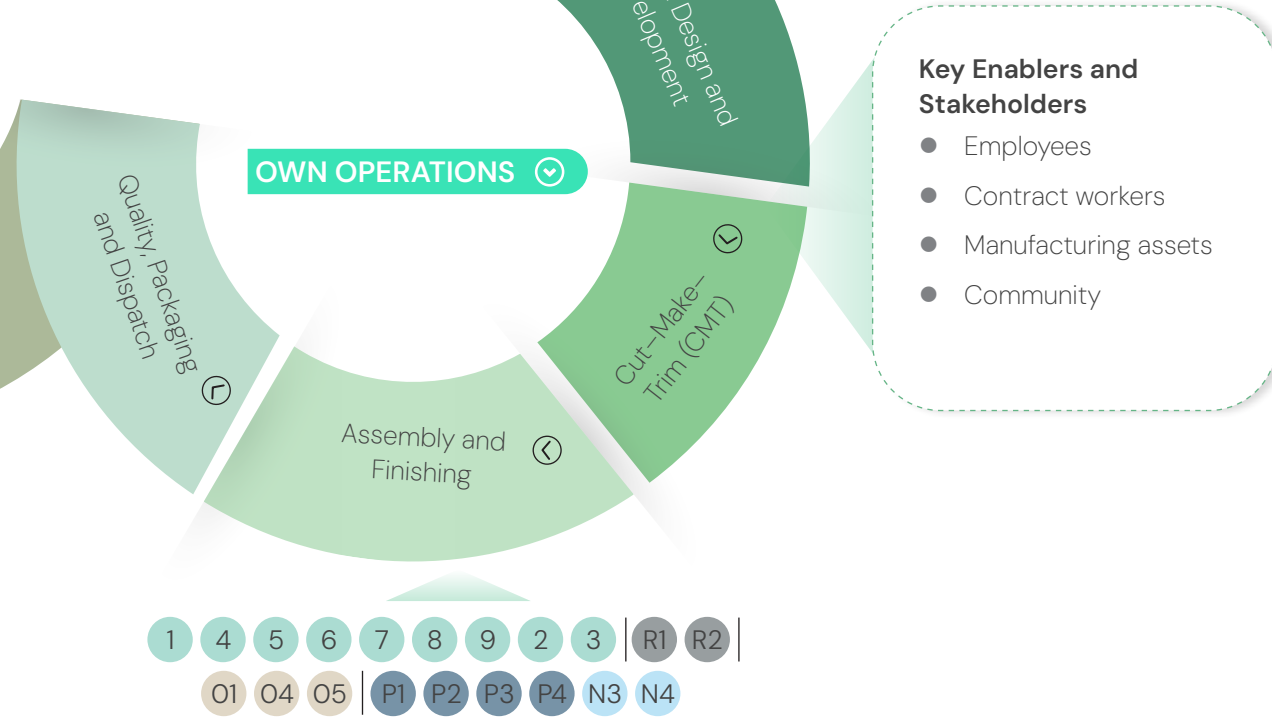 Design and
elopment
OWN OPERATIONS
Key Enablers and
Stakeholders
Employees
Contract workers
Manufacturing assets
Community
Cut-Make-
Trim (CMT)
Assembly and
Finishing
Quality, Packaging
and Dispatch
1 4 5 6 7 8 9 2 3 R1 R2
O1 O4 O5 P1 P2 P3 P4 N3 N4